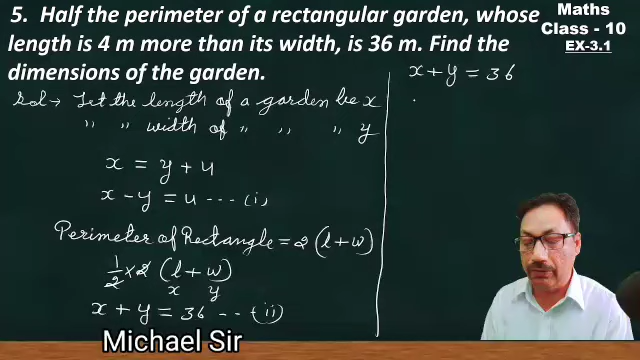 5. Half the perimeter of a rectangular garden, whose
length is 4 m more than its width, is 36 m. Find the
dimensions of the garden.
Maths
Class - 10
EX-3.1
Sol → Let the length of a garden be x
" " width of " " " y
x = y + 4
x - y = 4 --- (i)
Perimeter of Rectangle = 2 (l + w)
1/2 × 2 (l + w)
x y
x + y = 36 -- (ii)
x + y = 36
Michael Sir